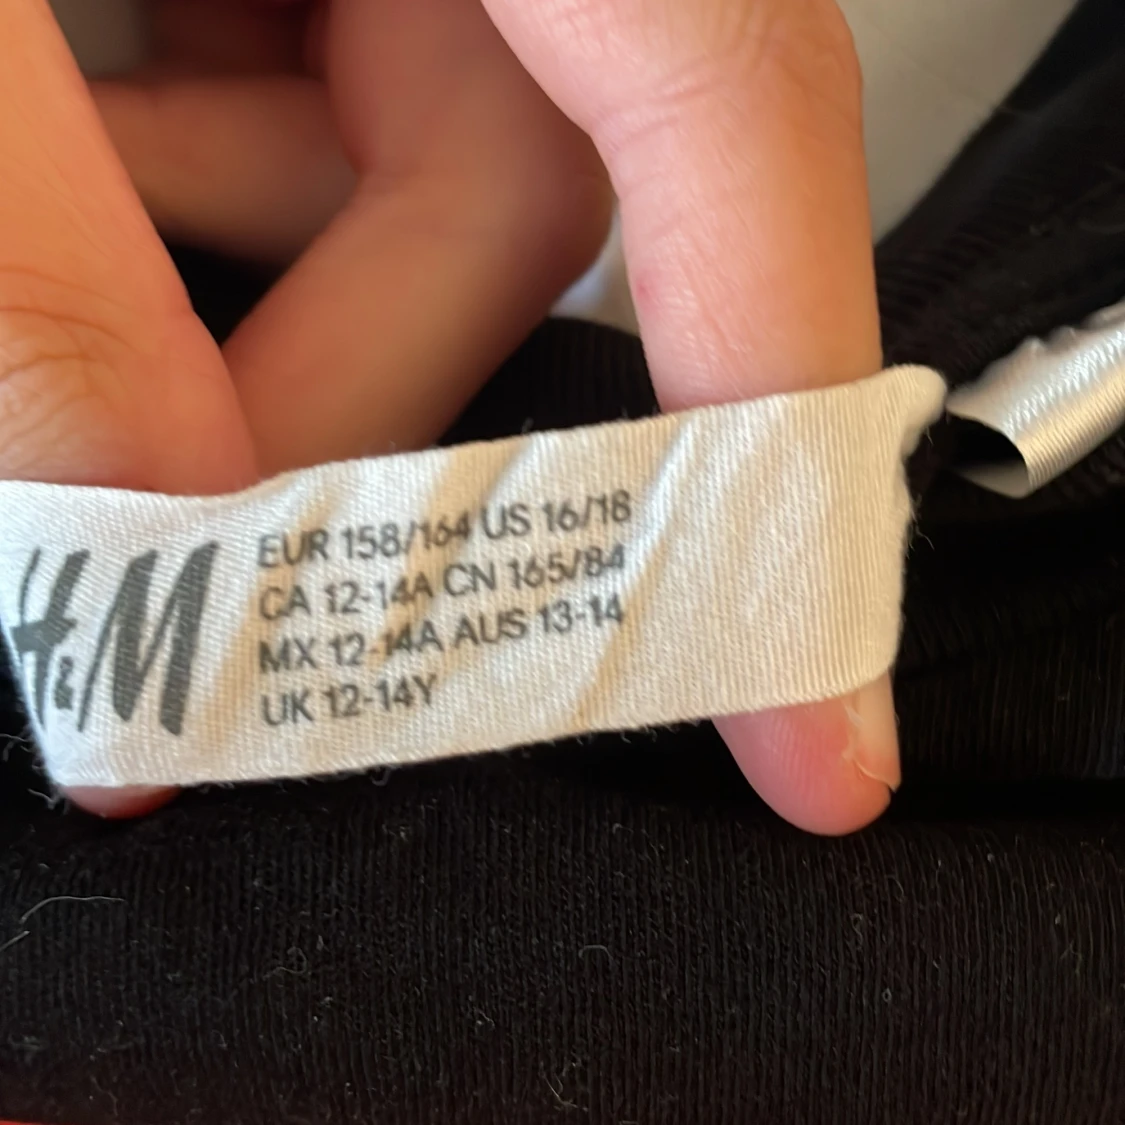 H&M
EUR 158/164 US 16/18
CA 12-14A CN 165/84
MX 12-14A AUS 13-14
UK 12-14Y